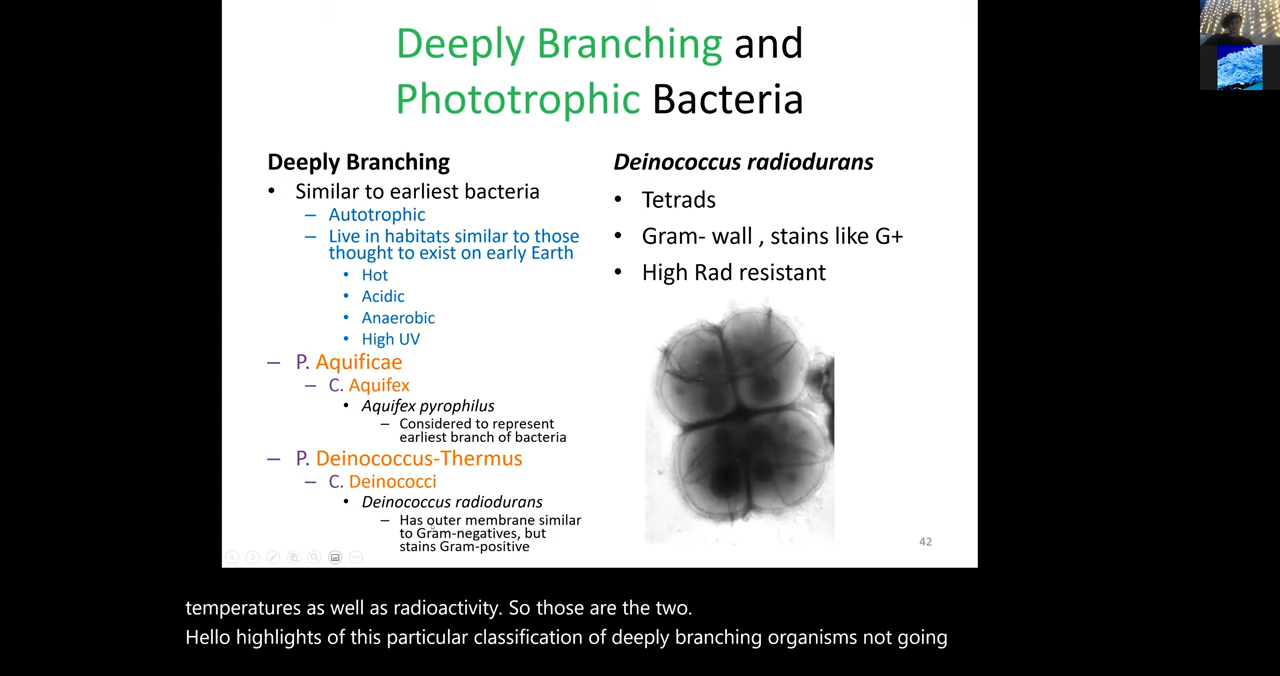 Deeply Branching and
Phototrophic Bacteria
Deeply Branching
• Similar to earliest bacteria
– Autotrophic
– Live in habitats similar to those
thought to exist on early Earth
• Hot
• Acidic
• Anaerobic
• High UV
– P. Aquificae
– C. Aquifex
• Aquifex pyrophilus
– Considered to represent
earliest branch of bacteria
– P. Deinococcus-Thermus
– C. Deinococci
• Deinococcus radiodurans
– Has outer membrane similar
to Gram-negatives, but
stains Gram-positive
Deinococcus radiodurans
• Tetrads
• Gram- wall , stains like G+
• High Rad resistant
42
temperatures as well as radioactivity. So those are the two.
Hello highlights of this particular classification of deeply branching organisms not going